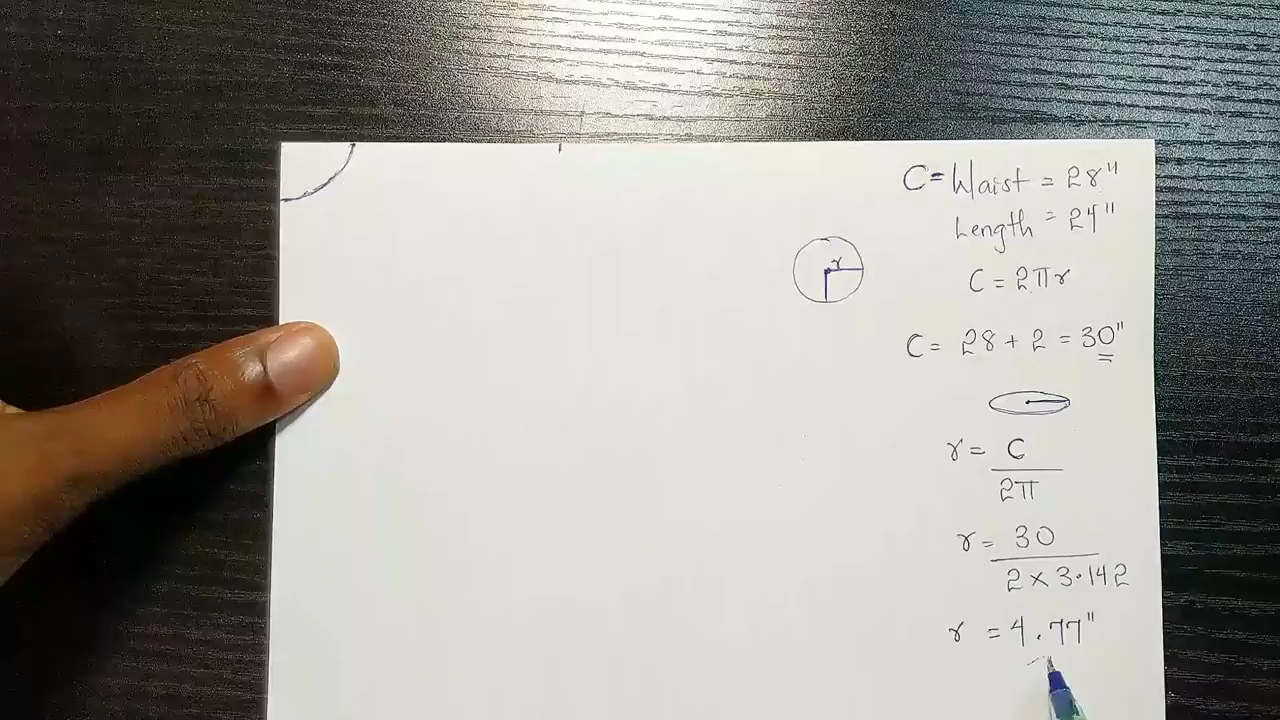 C = Waist = 28"
Length = 24"
r
C = 2πr
C = 28 + 2 = 30"
r = C
2π
r = 30
2 × 3.142
r = 4.77"